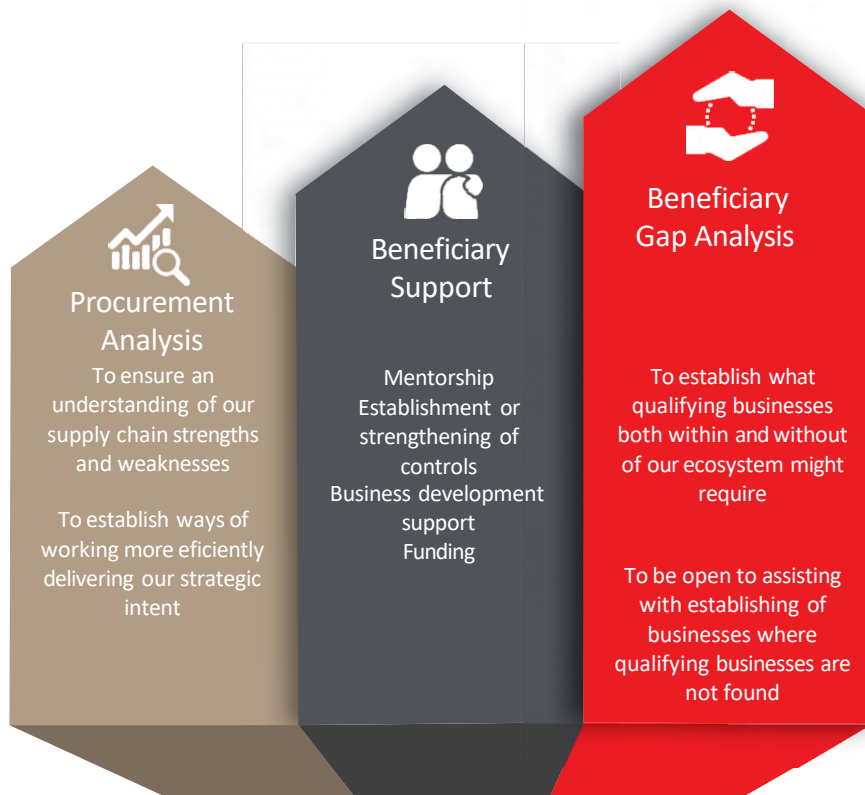 Procurement
Analysis
To ensure an
understanding of our
supply chain strengths
and weaknesses
To establish ways of
working more eficiently
delivering our strategic
intent
Beneficiary
Support
Mentorship
Establishment or
strengthening of
controls
Business development
support
Funding
Beneficiary
Gap Analysis
To establish what
qualifying businesses
both within and without
of our ecosystem might
require
To be open to assisting
with establishing of
businesses where
qualifying businesses are
not found